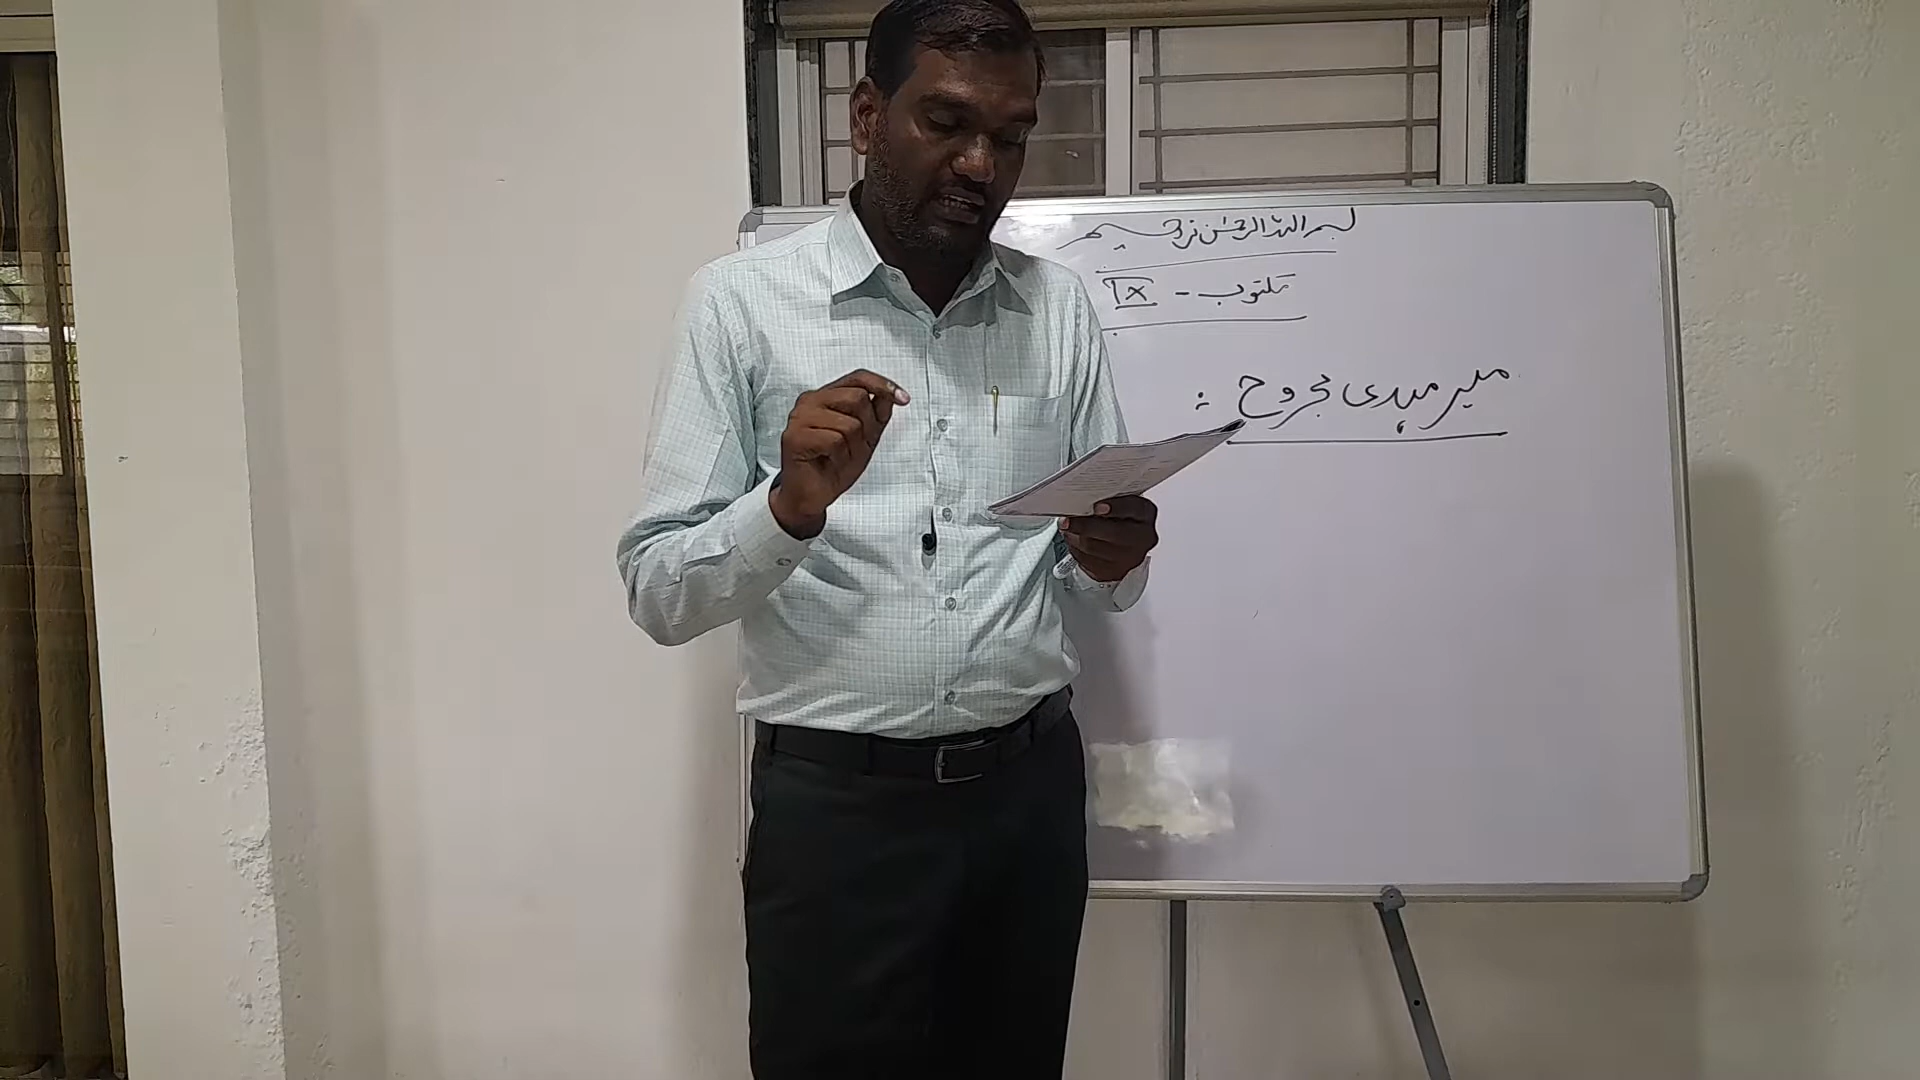 بسم اللہ الرحمٰن الرحیم
مکتوب - IX
میر مہدی مجروح :